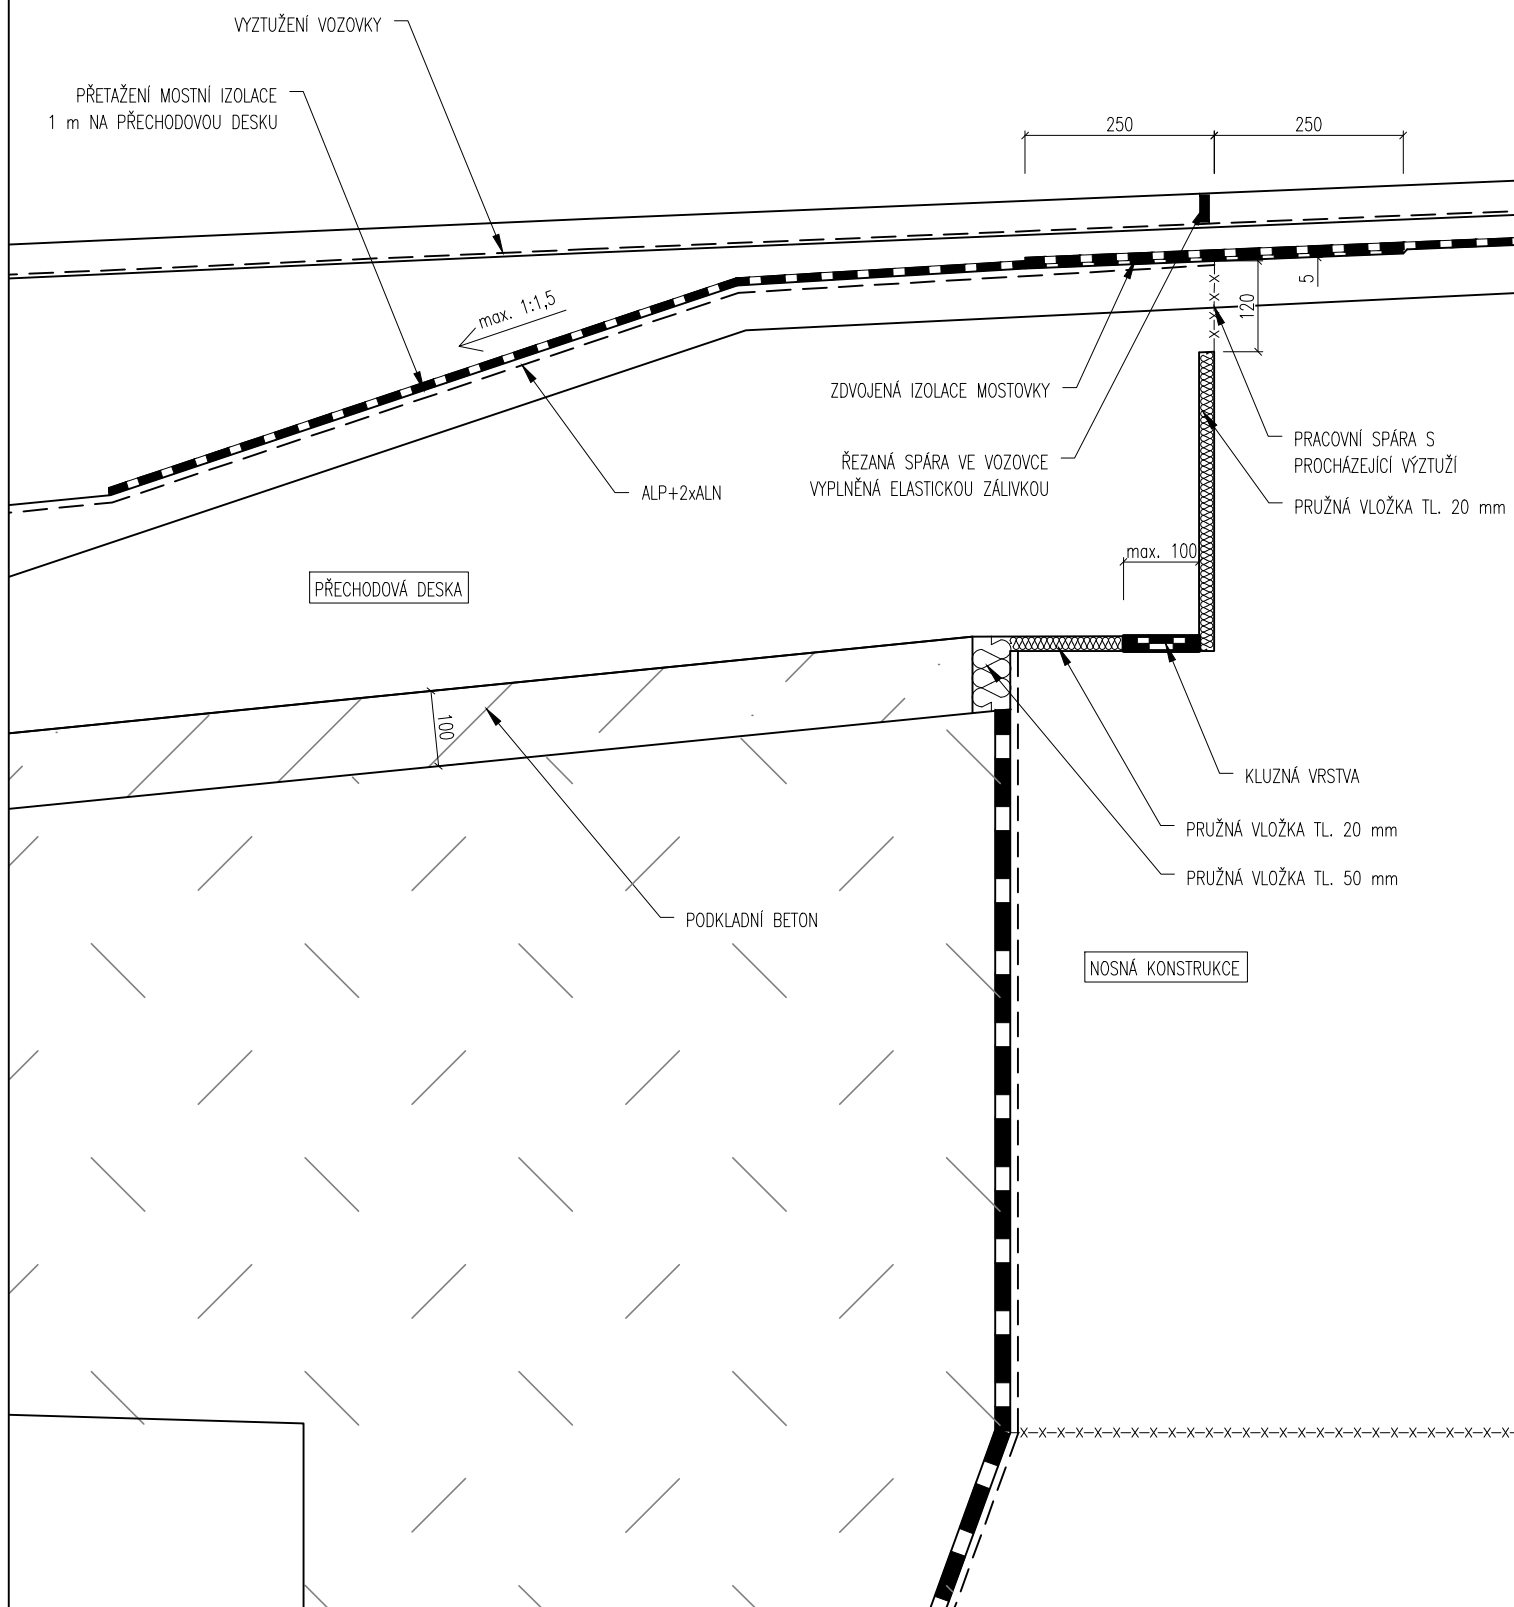 VYZTUŽENÍ VOZOVKY
PŘETAŽENÍ MOSTNÍ IZOLACE
1 m NA PŘECHODOVOU DESKU
250
250
max. 1:1,5
5
120
ZDVOJENÁ IZOLACE MOSTOVKY
ŘEZANÁ SPÁRA VE VOZOVCE
VYPLNĚNÁ ELASTICKOU ZÁLIVKOU
PRACOVNÍ SPÁRA S
PROCHÁZEJÍCÍ VÝZTUŽÍ
ALP+2xALN
PRUŽNÁ VLOŽKA TL. 20 mm
max. 100
PŘECHODOVÁ DESKA
100
KLUZNÁ VRSTVA
PRUŽNÁ VLOŽKA TL. 20 mm
PRUŽNÁ VLOŽKA TL. 50 mm
PODKLADNÍ BETON
NOSNÁ KONSTRUKCE